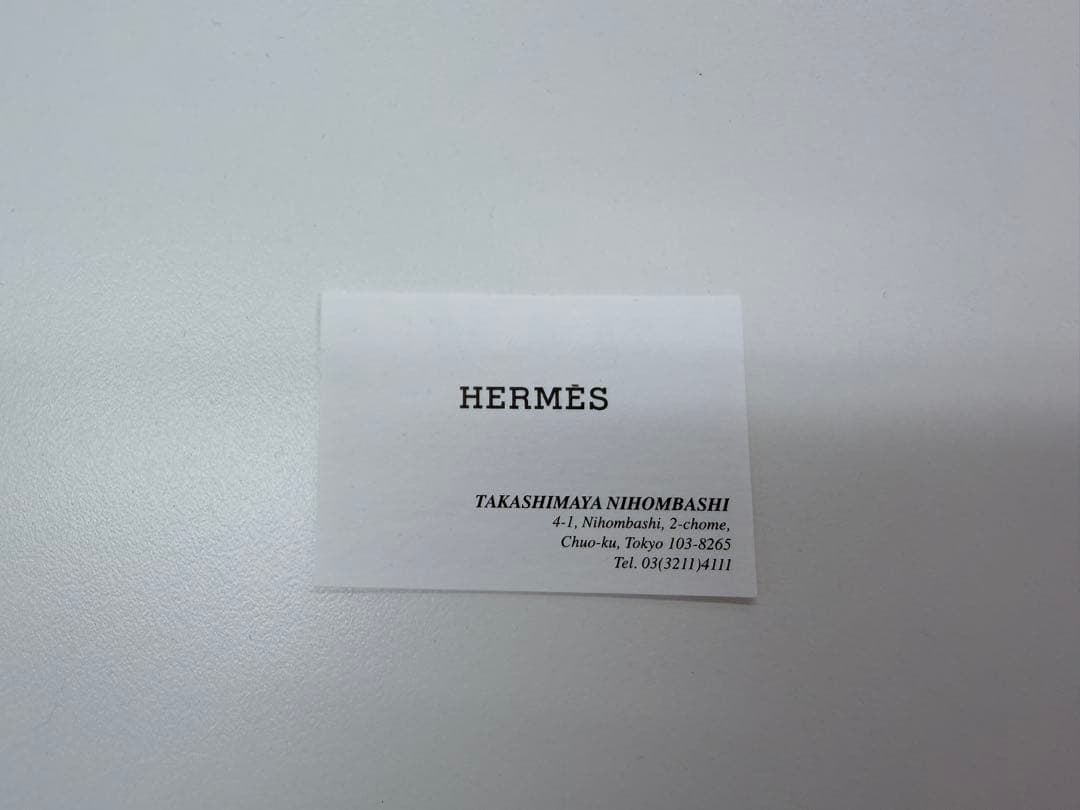 HERMÈS
TAKASHIMAYA NIHOMBASHI
4-1, Nihombashi, 2-chome,
Chuo-ku, Tokyo 103-8265
Tel. 03(3211)4111